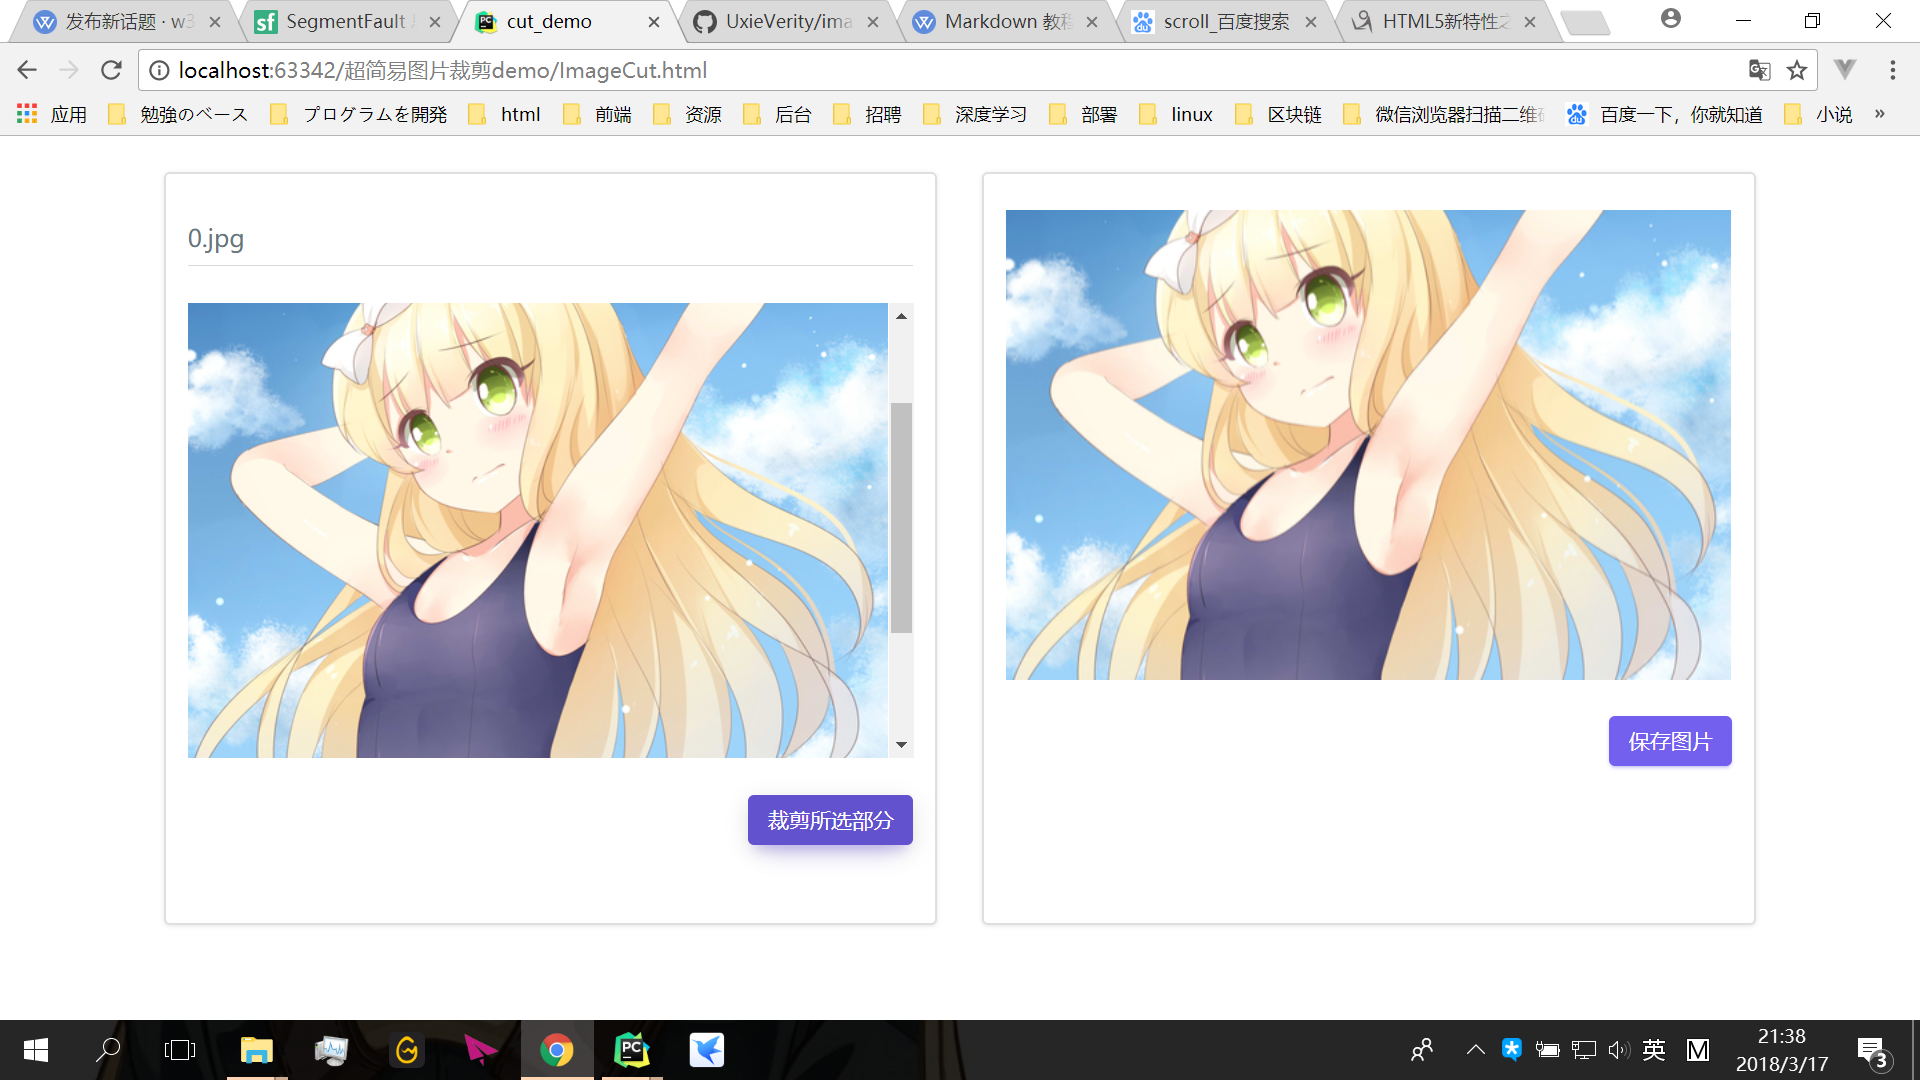 发布新话题 · w3
SegmentFault
cut_demo
UxieVerity/ima
Markdown 教程
scroll_百度搜索
HTML5新特性之
localhost:63342/超简易图片裁剪demo/ImageCut.html
应用
勉強のベース
プログラムを開発
html
前端
资源
后台
招聘
深度学习
部署
linux
区块链
微信浏览器扫描二维码
百度一下，你就知道
小说
»
0.jpg
裁剪所选部分
保存图片
英
M
21:38
2018/3/17
3